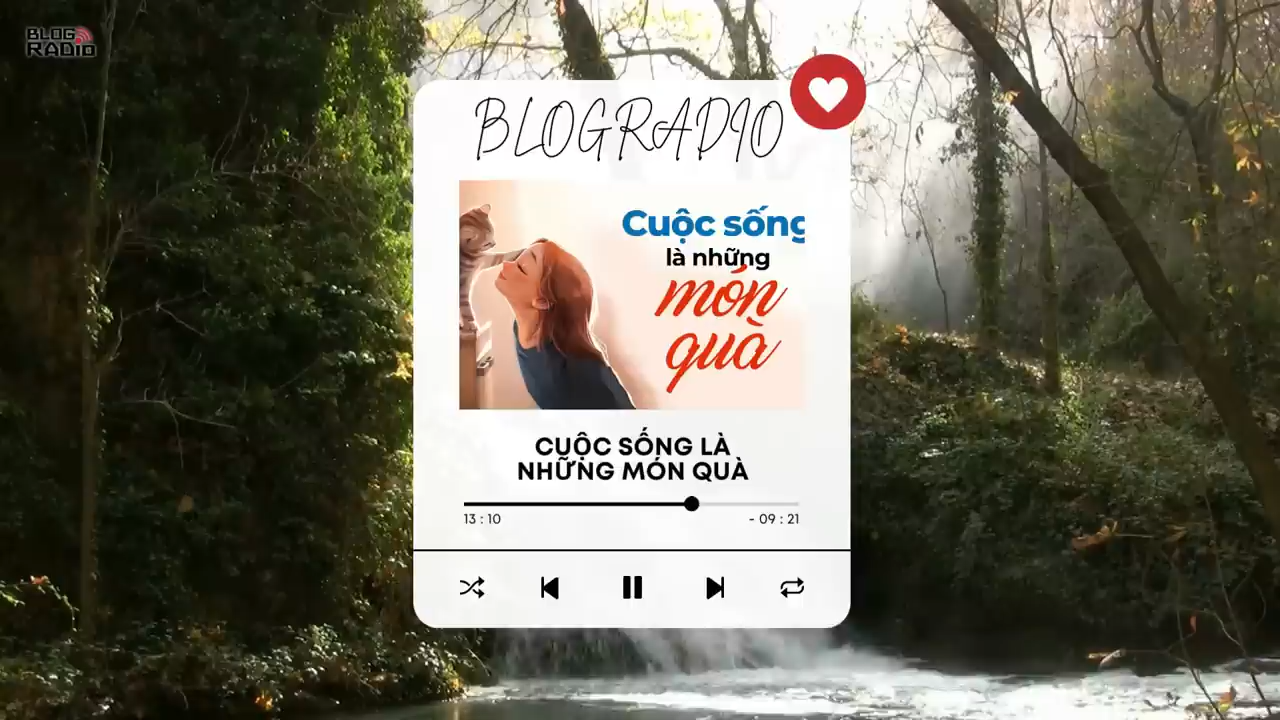 BLOG
RADIO
BLOGRADIO
Cuộc sống
là những
món
quà
CUỘC SỐNG LÀ
NHỮNG MÓN QUÀ
13 : 10
- 09 : 21